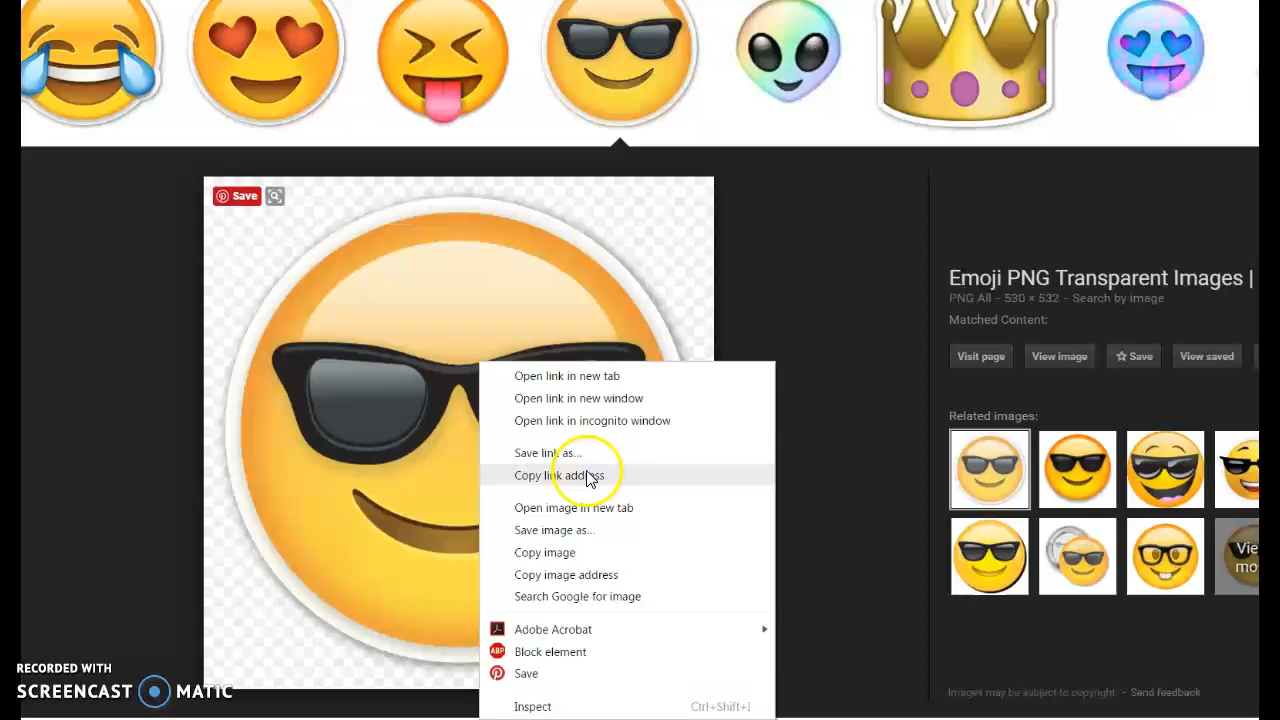 Save
Emoji PNG Transparent Images |
PNG All - 530 × 532 - Search by image
Matched Content:
Visit page
View image
Save
View saved
Related images:
Open link in new tab
Open link in new window
Open link in incognito window
Save link as...
Copy link address
Open image in new tab
Save image as...
Copy image
Copy image address
Search Google for image
Adobe Acrobat
ABP
Block element
Save
Inspect
Ctrl+Shift+I
RECORDED WITH
SCREENCAST MATIC
Images may be subject to copyright. - Send feedback